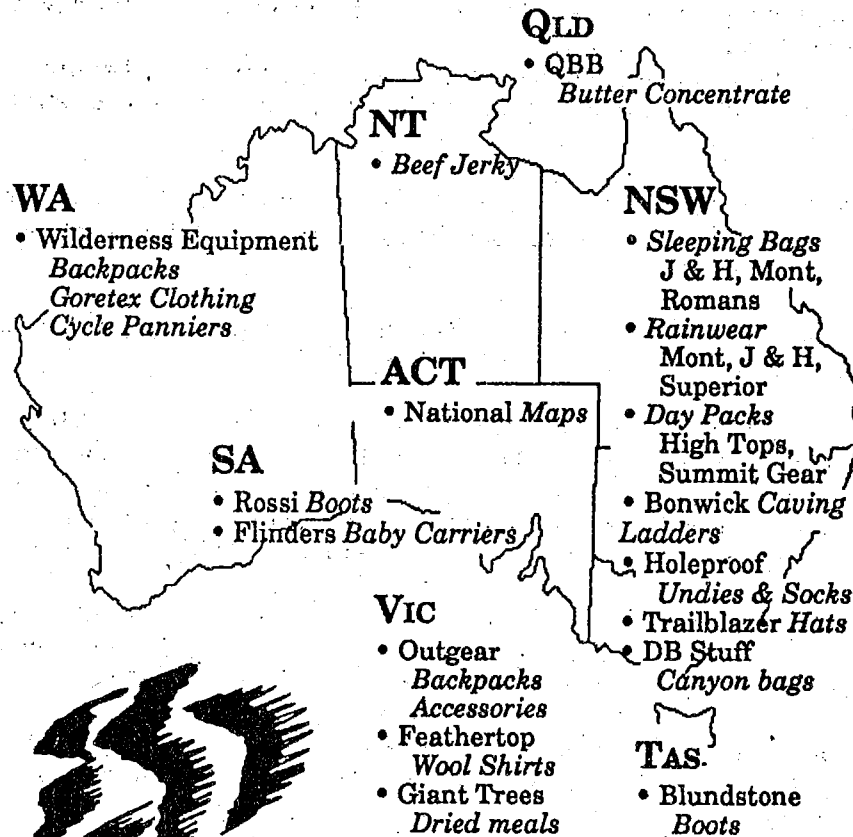 QLD
• QBB
Butter Concentrate
NT
• Beef Jerky
WA
• Wilderness Equipment
Backpacks
Goretex Clothing
Cycle Panniers
NSW
• Sleeping Bags
J & H, Mont,
Romans
• Rainwear
Mont, J & H,
Superior
• Day Packs
High Tops,
Summit Gear
• Bonwick Caving
Ladders
• Holeproof
Undies & Socks
• Trailblazer Hats
• DB Stuff
Canyon bags
ACT
• National Maps
SA
• Rossi Boots
• Flinders Baby Carriers
VIC
• Outgear
Backpacks
Accessories
• Feathertop
Wool Shirts
• Giant Trees
Dried meals
TAS.
• Blundstone
Boots